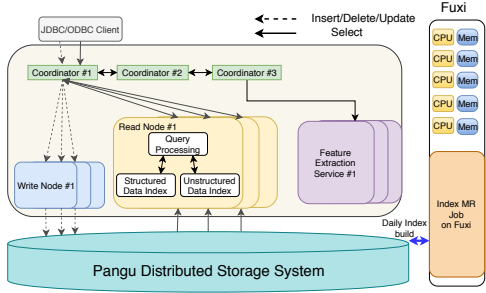 Insert/Delete/Update
Select
Fuxi
JDBC/ODBC Client
CPU
Mem
CPU
Mem
CPU
Mem
CPU
Mem
CPU
Mem
Coordinator #1
Coordinator #2
Coordinator #3
Read Node #1
Query
Processing
Structured
Data Index
Unstructured
Data Index
Write Node #1
Feature
Extraction
Service #1
Index MR
Job
on Fuxi
Daily Index
build
Pangu Distributed Storage System